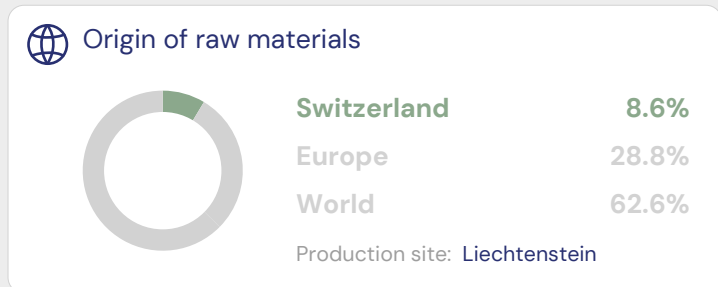 Origin of raw materials
Switzerland 8.6%
Europe 28.8%
World 62.6%
Production site: Liechtenstein